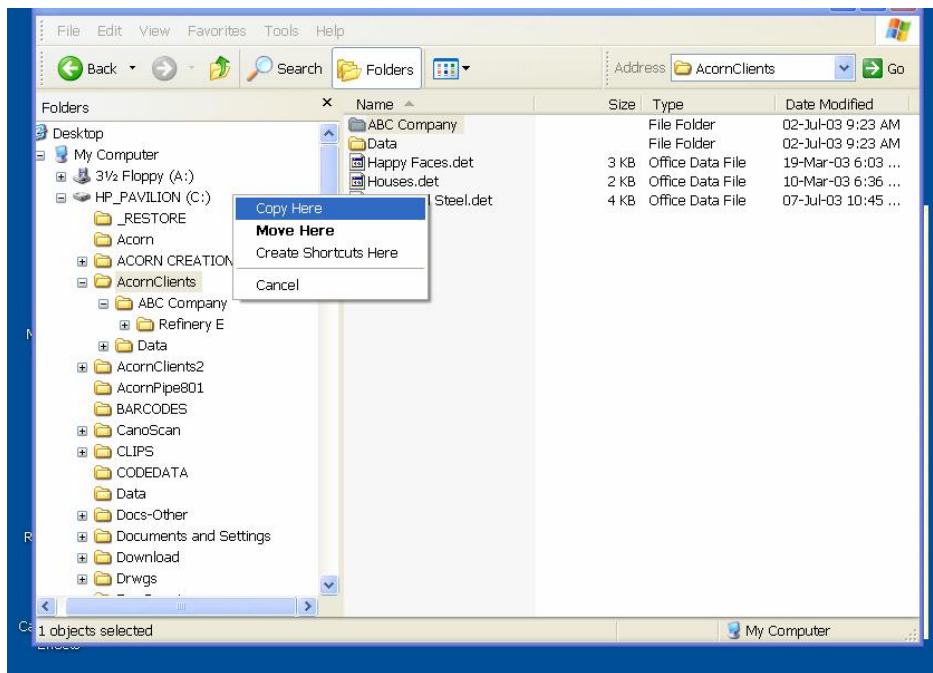 File Edit View Favorites Tools Help
Back Search Folders Address AcornClients Go
Folders × Name Size Type Date Modified
Desktop
My Computer
3½ Floppy (A:)
HP_PAVILION (C:)
_RESTORE
Acorn
ACORN CREATION
AcornClients
ABC Company
Refinery E
Data
AcornClients2
AcornPipe801
BARCODES
CanoScan
CLIPS
CODEDATA
Data
Docs-Other
Documents and Settings
Download
Drwgs
ABC Company File Folder 02-Jul-03 9:23 AM
Data File Folder 02-Jul-03 9:23 AM
Happy Faces.det 3 KB Office Data File 19-Mar-03 6:03 ...
Houses.det 2 KB Office Data File 10-Mar-03 6:36 ...
Steel.det 4 KB Office Data File 07-Jul-03 10:45 ...
Copy Here
Move Here
Create Shortcuts Here
Cancel
1 objects selected My Computer